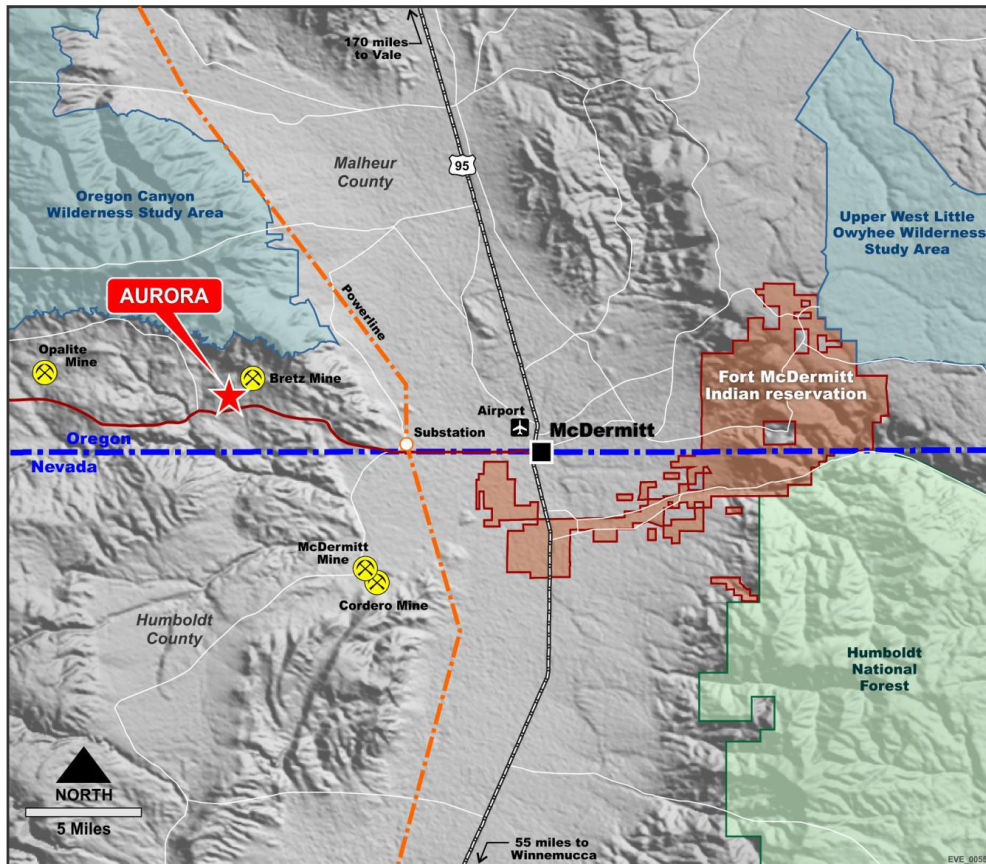 170 miles
to Vale
95
Malheur
County
Oregon Canyon
Wilderness Study Area
Upper West Little
Owyhee Wilderness
Study Area
AURORA
Powerline
Opalite
Mine
Bretz Mine
Fort McDermitt
Indian reservation
Airport
McDermitt
Substation
Oregon
Nevada
McDermitt
Mine
Cordero Mine
Humboldt
County
Humboldt
National
Forest
NORTH
5 Miles
55 miles to
Winnemucca